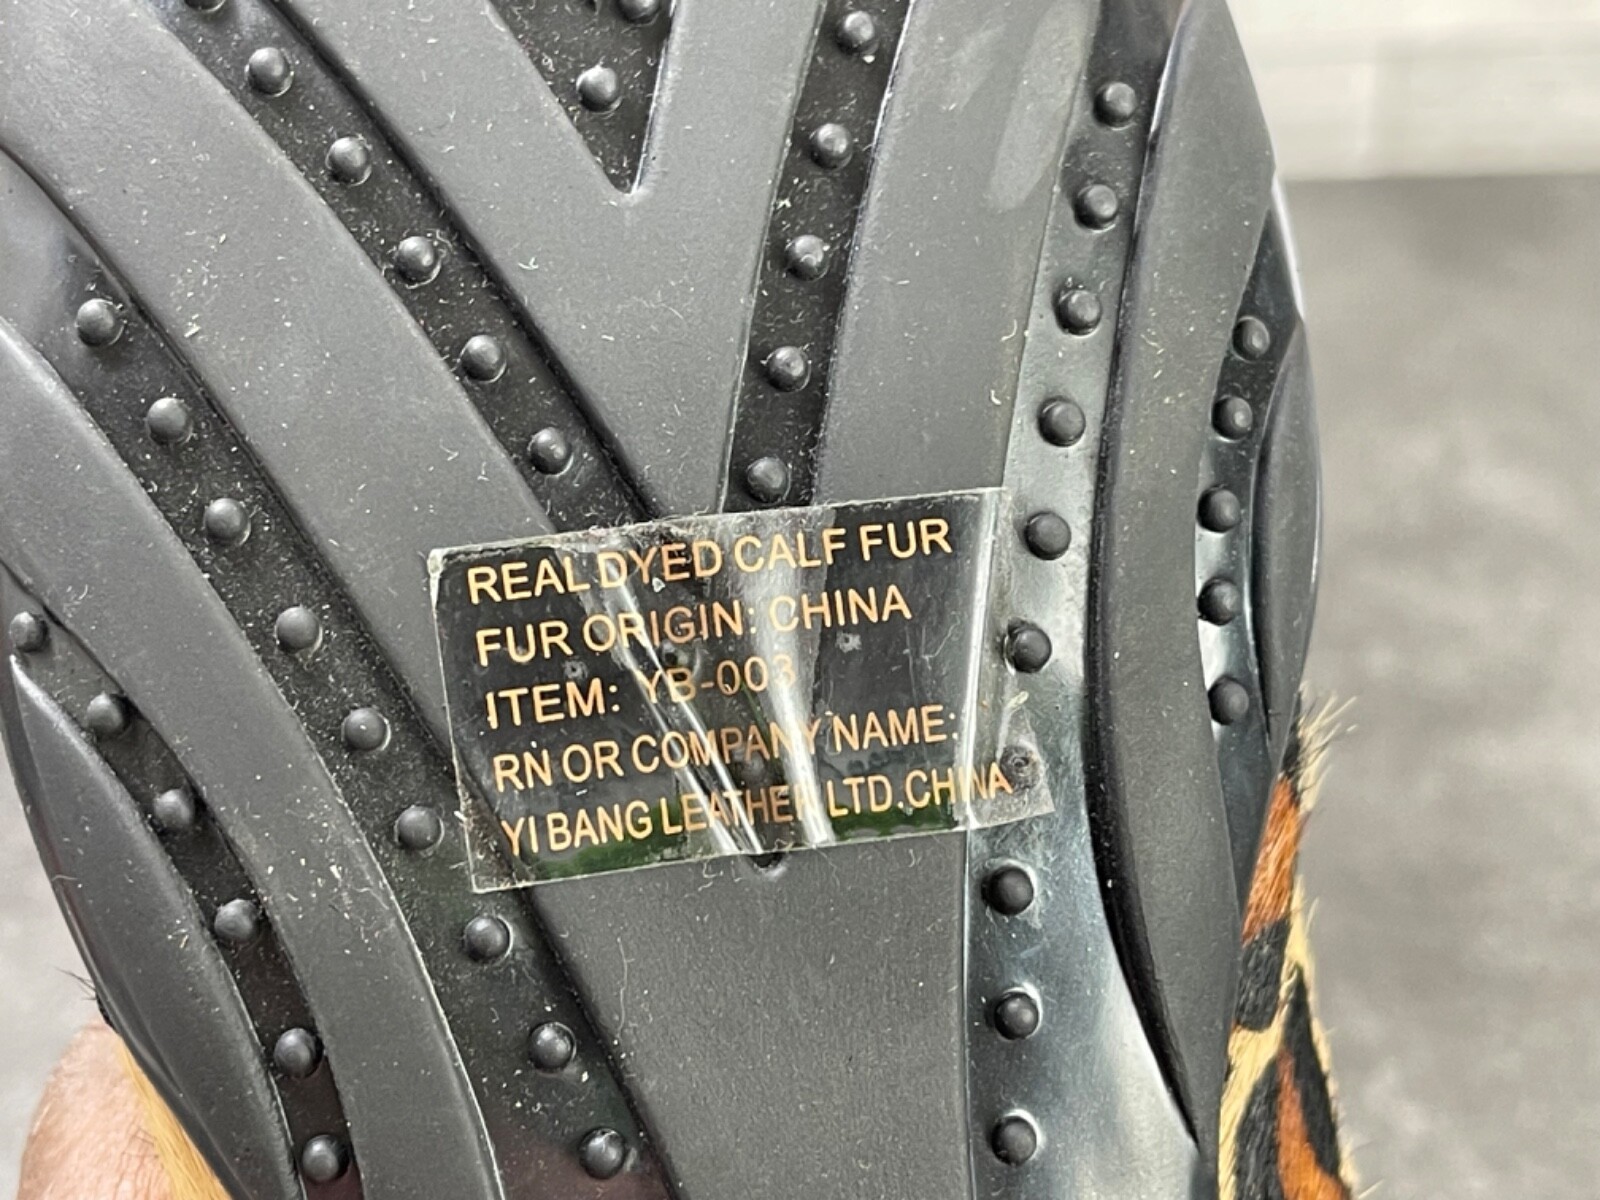 REAL DYED CALF FUR
FUR ORIGIN: CHINA
ITEM: YB-003
RN OR COMPANY NAME:
YI BANG LEATHER LTD.CHINA